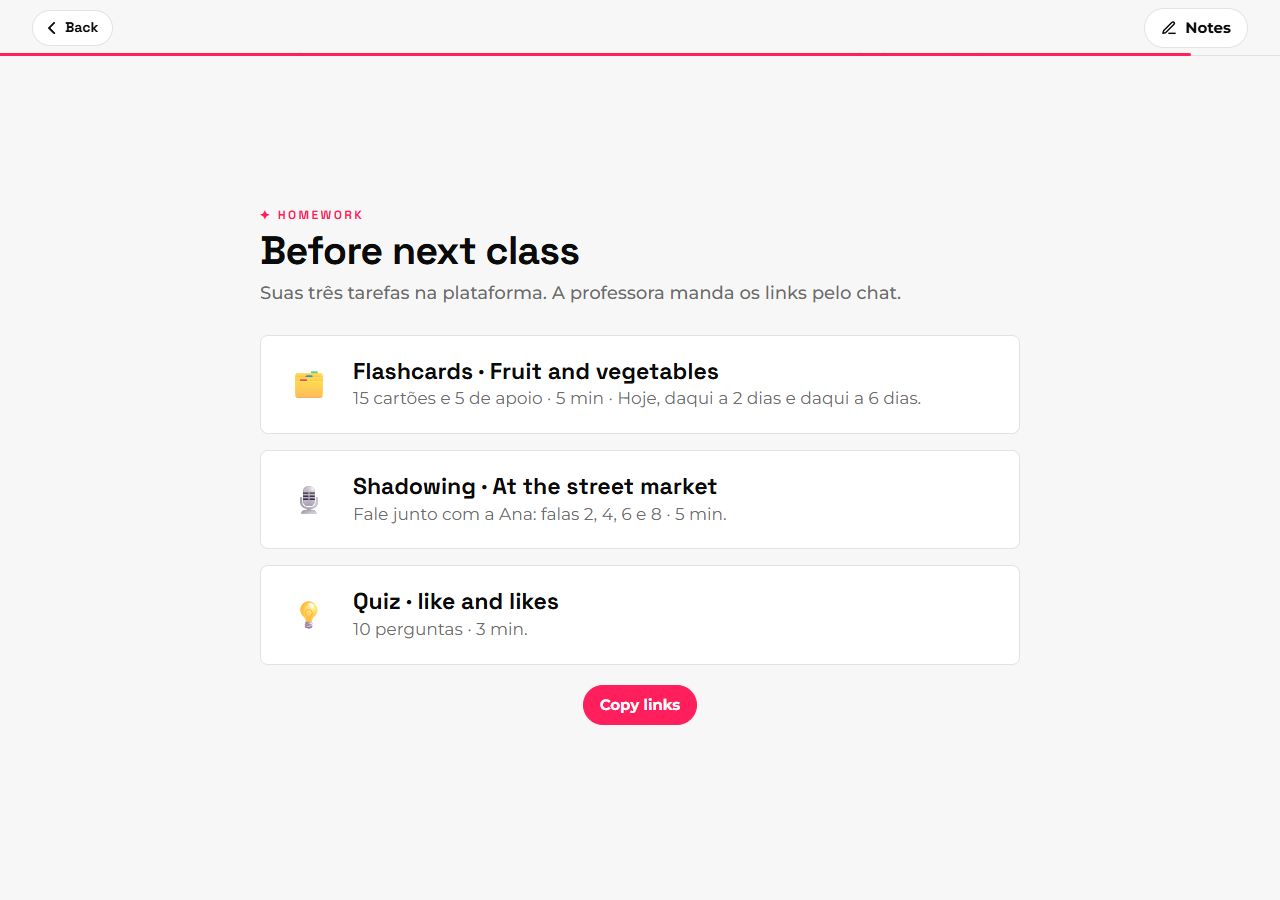 Back
Notes
HOMEWORK
Before next class
Suas três tarefas na plataforma. A professora manda os links pelo chat.
Flashcards · Fruit and vegetables
15 cartões e 5 de apoio · 5 min · Hoje, daqui a 2 dias e daqui a 6 dias.
Shadowing · At the street market
Fale junto com a Ana: falas 2, 4, 6 e 8 · 5 min.
Quiz · like and likes
10 perguntas · 3 min.
Copy links